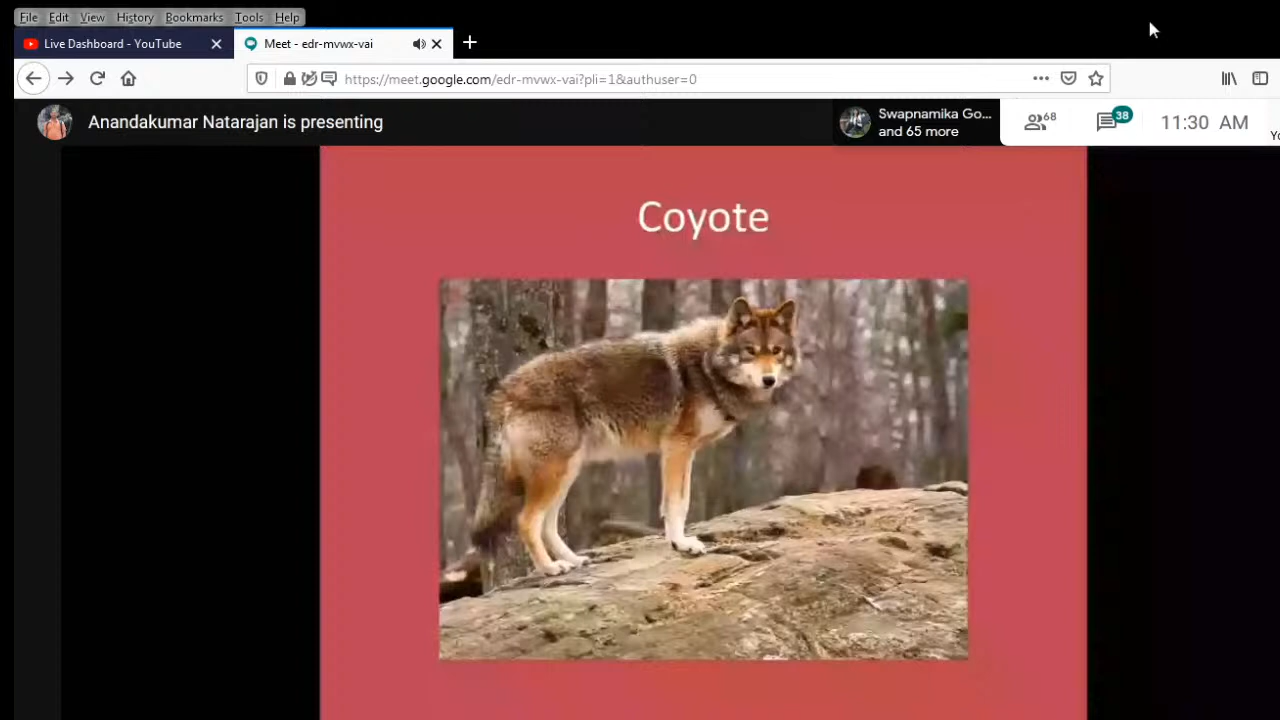 File Edit View History Bookmarks Tools Help
Live Dashboard - YouTube
Meet - edr-mvwx-vai
https://meet.google.com/edr-mvwx-vai?pli=1&authuser=0
Anandakumar Natarajan is presenting
Swapnamika Go...
and 65 more
68
38
11:30 AM
Coyote